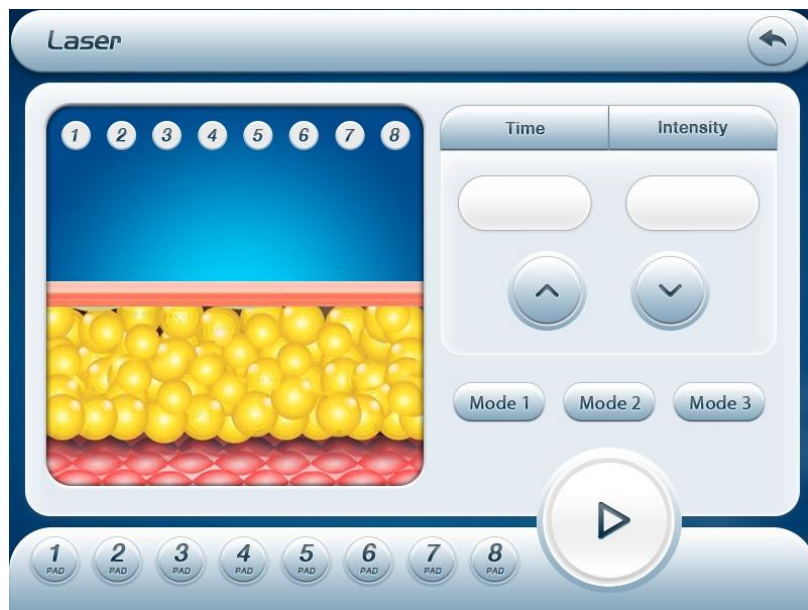 Laser
1 2 3 4 5 6 7 8
Time Intensity
Mode 1 Mode 2 Mode 3
1 2 3 4 5 6 7 8
PAD PAD PAD PAD PAD PAD PAD PAD